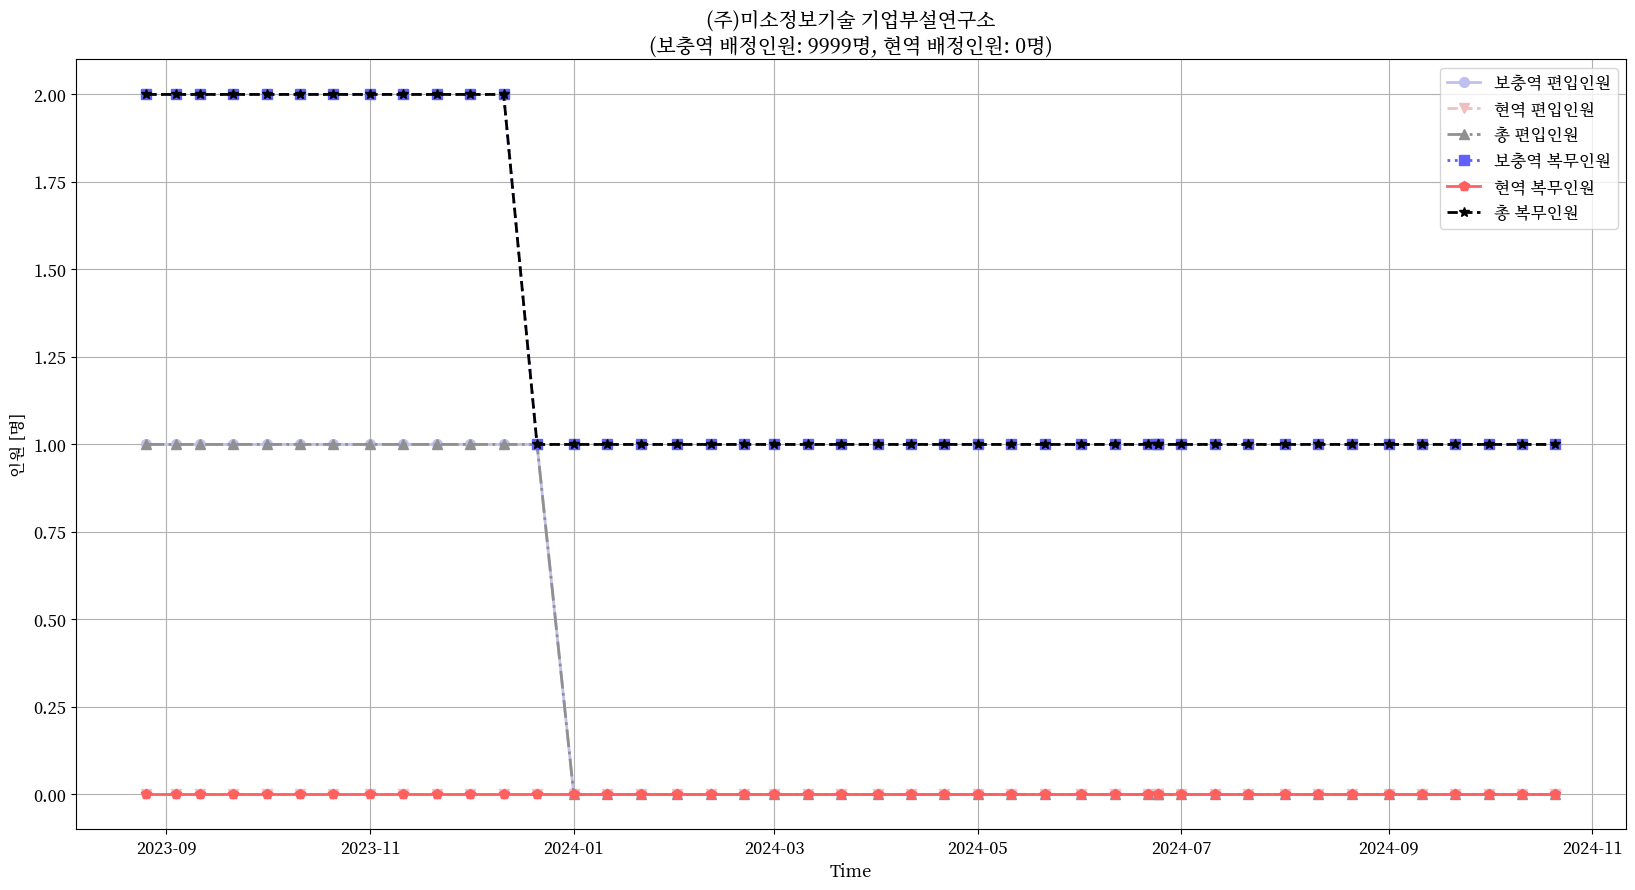 (주)미소정보기술 기업부설연구소
(보충역 배정인원: 9999명, 현역 배정인원: 0명)
보충역 편입인원
현역 편입인원
총 편입인원
보충역 복무인원
현역 복무인원
총 복무인원
2.00
1.75
1.50
1.25
1.00
0.75
0.50
0.25
0.00
인원 [명]
2023-09 2023-11 2024-01 2024-03 2024-05 2024-07 2024-09 2024-11
Time